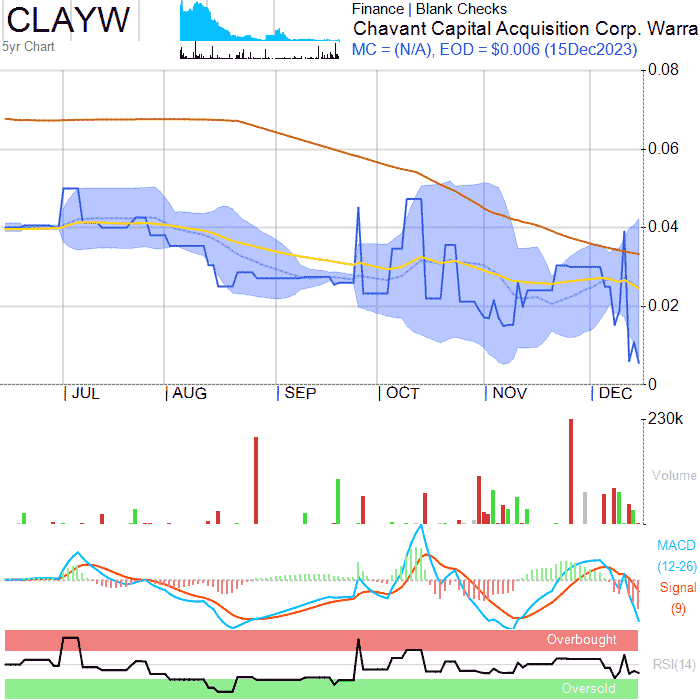 CLAYW
5yr Chart
Finance | Blank Checks
Chavant Capital Acquisition Corp. Warra
MC = (N/A), EOD = $0.006 (15Dec2023)
0.08
0.06
0.04
0.02
0
JUL AUG SEP OCT NOV DEC
230k
Volume
MACD
(12-26)
Signal
(9)
Overbought
RSI(14)
Oversold